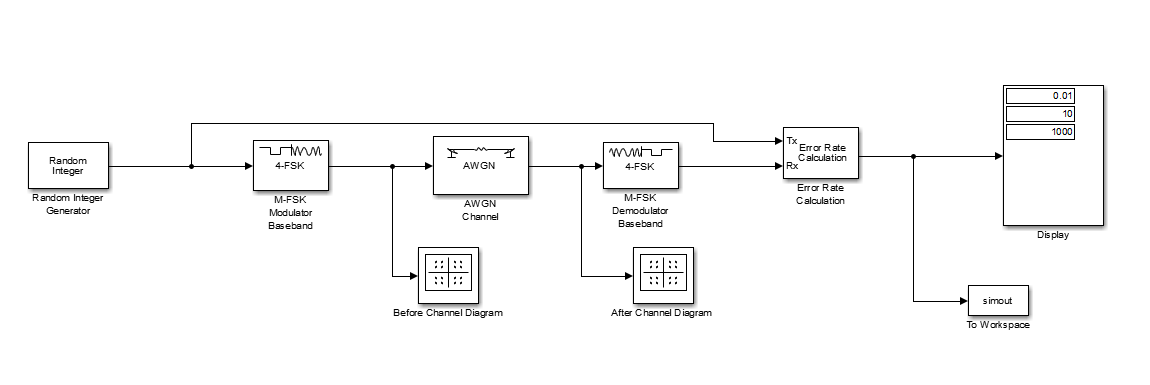 Random
Integer
Random Integer
Generator
4-FSK
M-FSK
Modulator
Baseband
AWGN
AWGN
Channel
4-FSK
M-FSK
Demodulator
Baseband
Before Channel Diagram
After Channel Diagram
Tx
Rx
Error Rate
Calculation
Error Rate
Calculation
0.01
10
1000
Display
simout
To Workspace